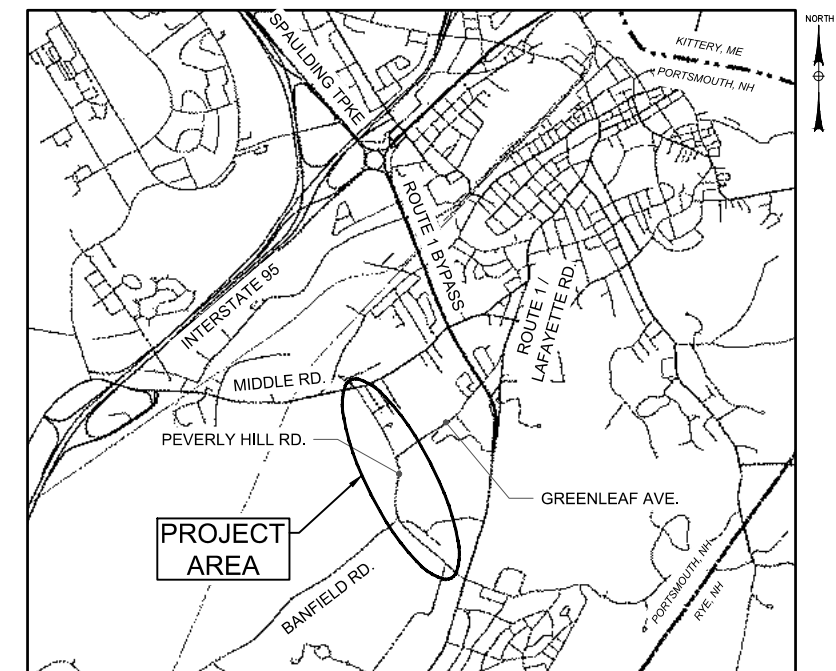 NORTH
SPAULDING TPKE
KITTERY, ME
PORTSMOUTH, NH
ROUTE 1 BYPASS
INTERSTATE 95
ROUTE 1/
LAFAYETTE RD.
MIDDLE RD.
PEVERLY HILL RD.
GREENLEAF AVE.
PROJECT
AREA
BANFIELD RD.
PORTSMOUTH, NH
RYE, NH